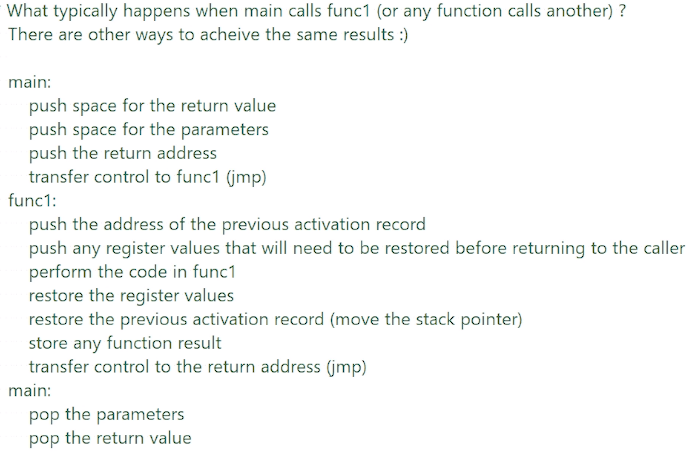 What typically happens when main calls func1 (or any function calls another) ?
There are other ways to acheive the same results :)
main:
push space for the return value
push space for the parameters
push the return address
transfer control to func1 (jmp)
func1:
push the address of the previous activation record
push any register values that will need to be restored before returning to the caller
perform the code in func1
restore the register values
restore the previous activation record (move the stack pointer)
store any function result
transfer control to the return address (jmp)
main:
pop the parameters
pop the return value